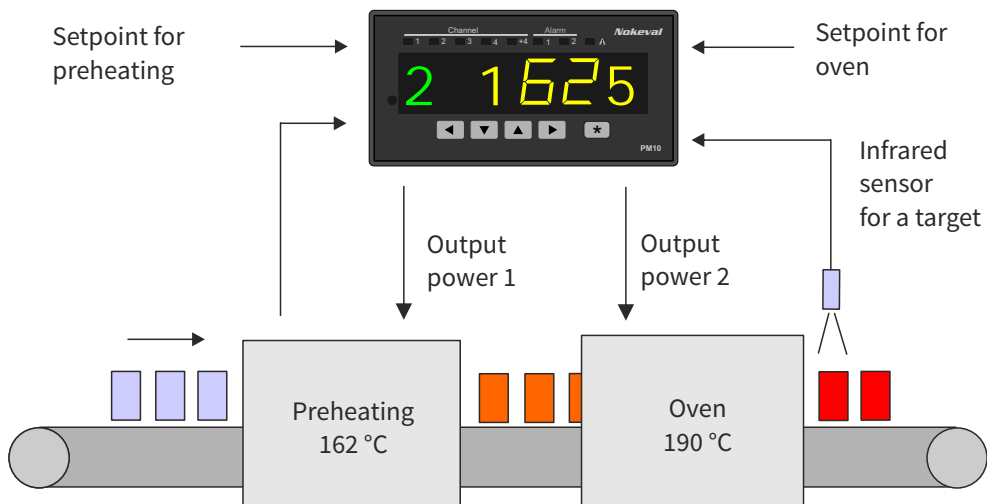 Setpoint for
preheating
Channel
Alarm
1 2 3 4 +4 1 2
Nokeval
2 1625
*
PM10
Setpoint for
oven
Infrared
sensor
for a target
Output
power 1
Output
power 2
Preheating
162 °C
Oven
190 °C